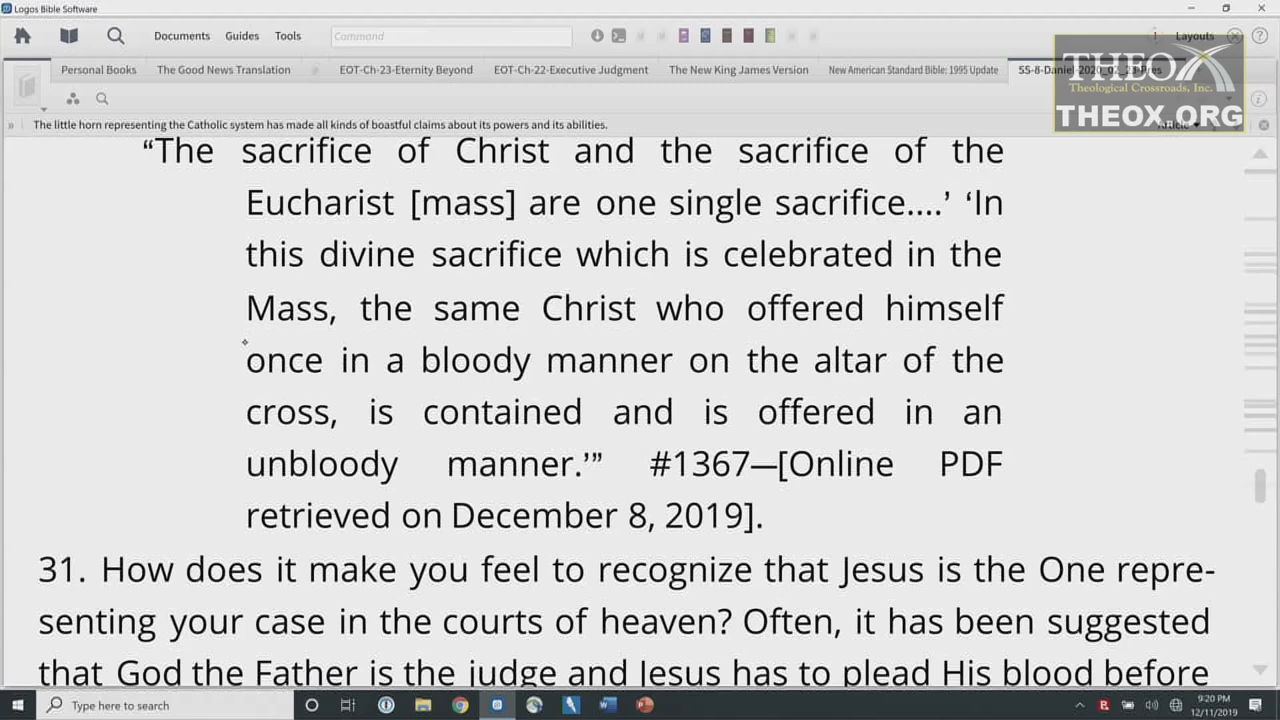 Logos Bible Software
Documents Guides Tools Command Layouts
Personal Books The Good News Translation EOT-Ch-21-Executive Judgment The New King James Version New American Standard Bible: 1995 Update
THEOX
Theological Crossroads, Inc.
THEOX.ORG
The little horn representing the Catholic system has made all kinds of boastful claims about its powers and its abilities.
“The sacrifice of Christ and the sacrifice of the
Eucharist [mass] are one single sacrifice....’ ‘In
this divine sacrifice which is celebrated in the
Mass, the same Christ who offered himself
once in a bloody manner on the altar of the
cross, is contained and is offered in an
unbloody manner.’” #1367—[Online PDF
retrieved on December 8, 2019].
31. How does it make you feel to recognize that Jesus is the One repre-
senting your case in the courts of heaven? Often, it has been suggested
that God the Father is the judge and Jesus has to plead His blood before
Type here to search
9:20 PM
12/11/2019